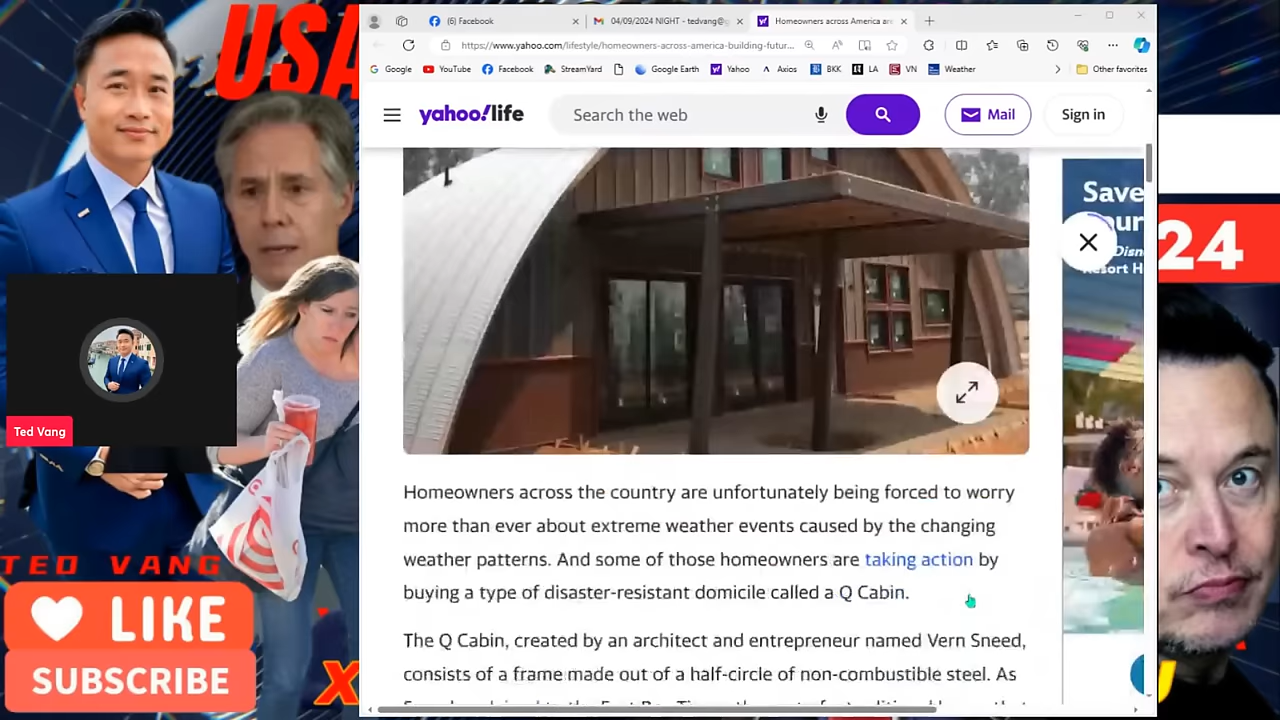 USA
(6) Facebook
04/09/2024 NIGHT - tedvang@
Homeowners across America are
https://www.yahoo.com/lifestyle/homeowners-across-america-building-futur...
Google
YouTube
Facebook
StreamYard
Google Earth
Yahoo
Axios
BKK
LA
VN
Weather
Other favorites
yahoo!life
Search the web
Mail
Sign in
Save
Disne
esort H
24
Ted Vang
Homeowners across the country are unfortunately being forced to worry
more than ever about extreme weather events caused by the changing
weather patterns. And some of those homeowners are taking action by
buying a type of disaster-resistant domicile called a Q Cabin.
The Q Cabin, created by an architect and entrepreneur named Vern Sneed,
consists of a frame made out of a half-circle of non-combustible steel. As
TED VANG
LIKE
SUBSCRIBE
X